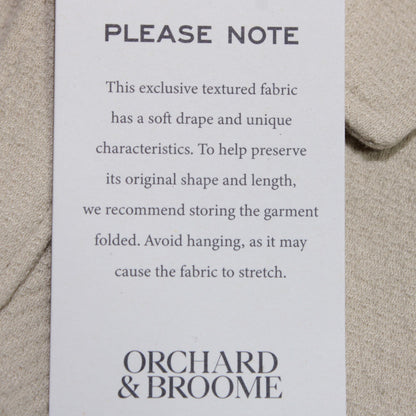 PLEASE NOTE
This exclusive textured fabric
has a soft drape and unique
characteristics. To help preserve
its original shape and length,
we recommend storing the garment
folded. Avoid hanging, as it may
cause the fabric to stretch.
ORCHARD
& BROOME